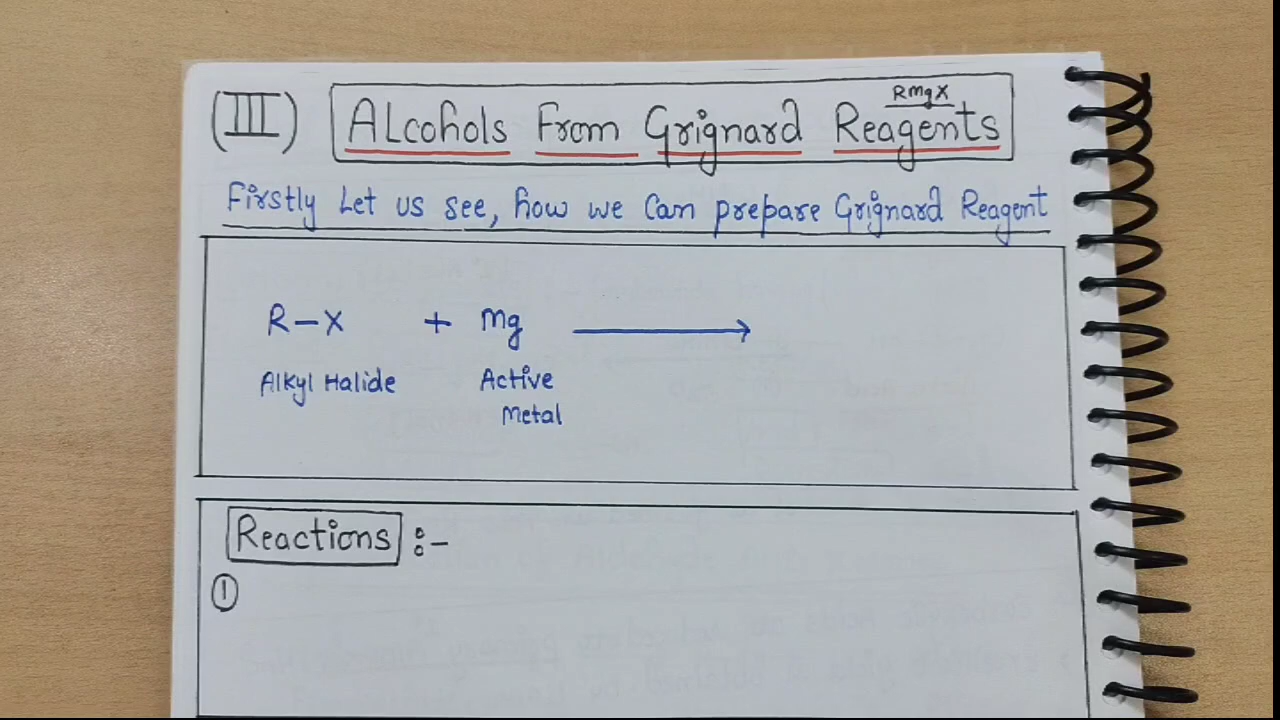 (III) Alcohols From Grignard Reagents
RMgX
Firstly Let us see, how we can prepare Grignard Reagent
R-X + Mg ⟶
Alkyl Halide Active
Metal
Reactions :-
①